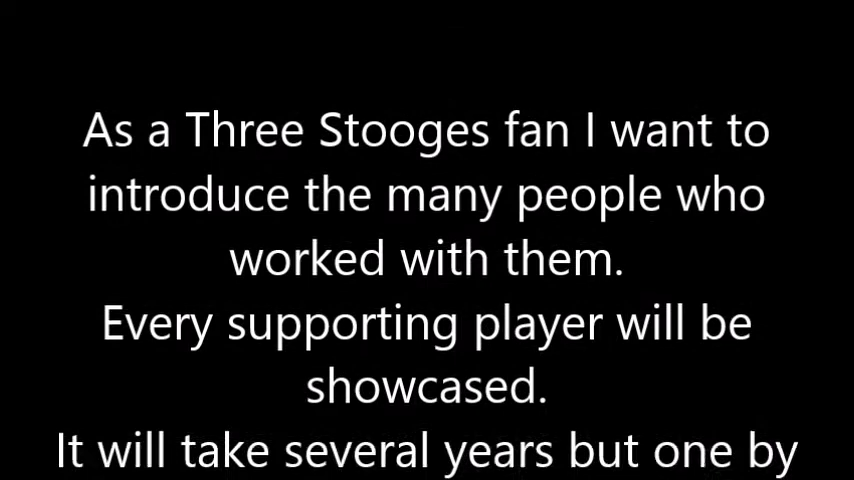 As a Three Stooges fan I want to
introduce the many people who
worked with them.
Every supporting player will be
showcased.
It will take several years but one by